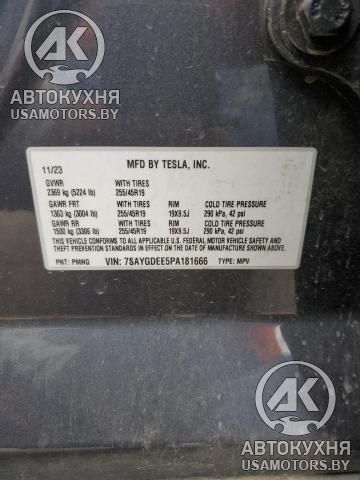 АК
АВТОКУХНЯ
USAMOTORS.BY
MFD BY TESLA, INC.
11/23
GVWR WITH TIRES
2369 kg (5224 lb) 255/45R19
GAWR FRT WITH TIRES RIM COLD TIRE PRESSURE
1363 kg (3004 lb) 255/45R19 19X9.5J 290 kPa, 42 psi
GAWR RR WITH TIRES RIM COLD TIRE PRESSURE
1500 kg (3306 lb) 255/45R19 19X9.5J 290 kPa, 42 psi
THIS VEHICLE CONFORMS TO ALL APPLICABLE U.S. FEDERAL MOTOR VEHICLE SAFETY AND
THEFT PREVENTION STANDARDS IN EFFECT ON THE DATE OF MANUFACTURE SHOWN
ABOVE.
PNT: PMNG VIN: 7SAYGDEE5PA181666 TYPE: MPV
АК
АВТОКУХНЯ
USAMOTORS.BY